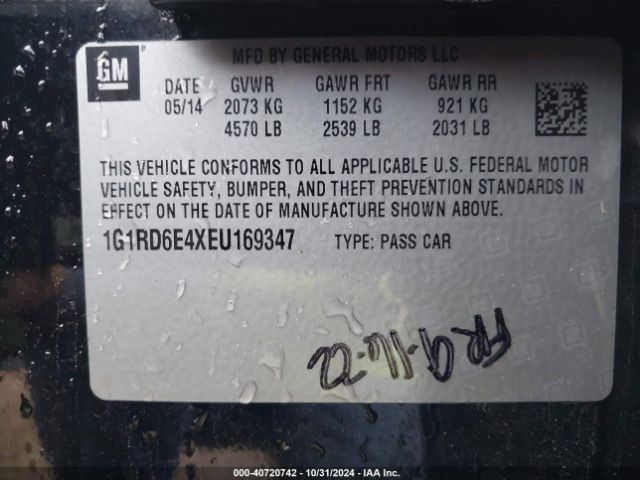 GM
MFD BY GENERAL MOTORS LLC
DATE GVWR GAWR FRT GAWR RR
05/14 2073 KG 1152 KG 921 KG
4570 LB 2539 LB 2031 LB
THIS VEHICLE CONFORMS TO ALL APPLICABLE U.S. FEDERAL MOTOR
VEHICLE SAFETY, BUMPER, AND THEFT PREVENTION STANDARDS IN
EFFECT ON THE DATE OF MANUFACTURE SHOWN ABOVE.
1G1RD6E4XEU169347 TYPE: PASS CAR
FR 9-16-22
000-40720742 - 10/31/2024 - IAA Inc.